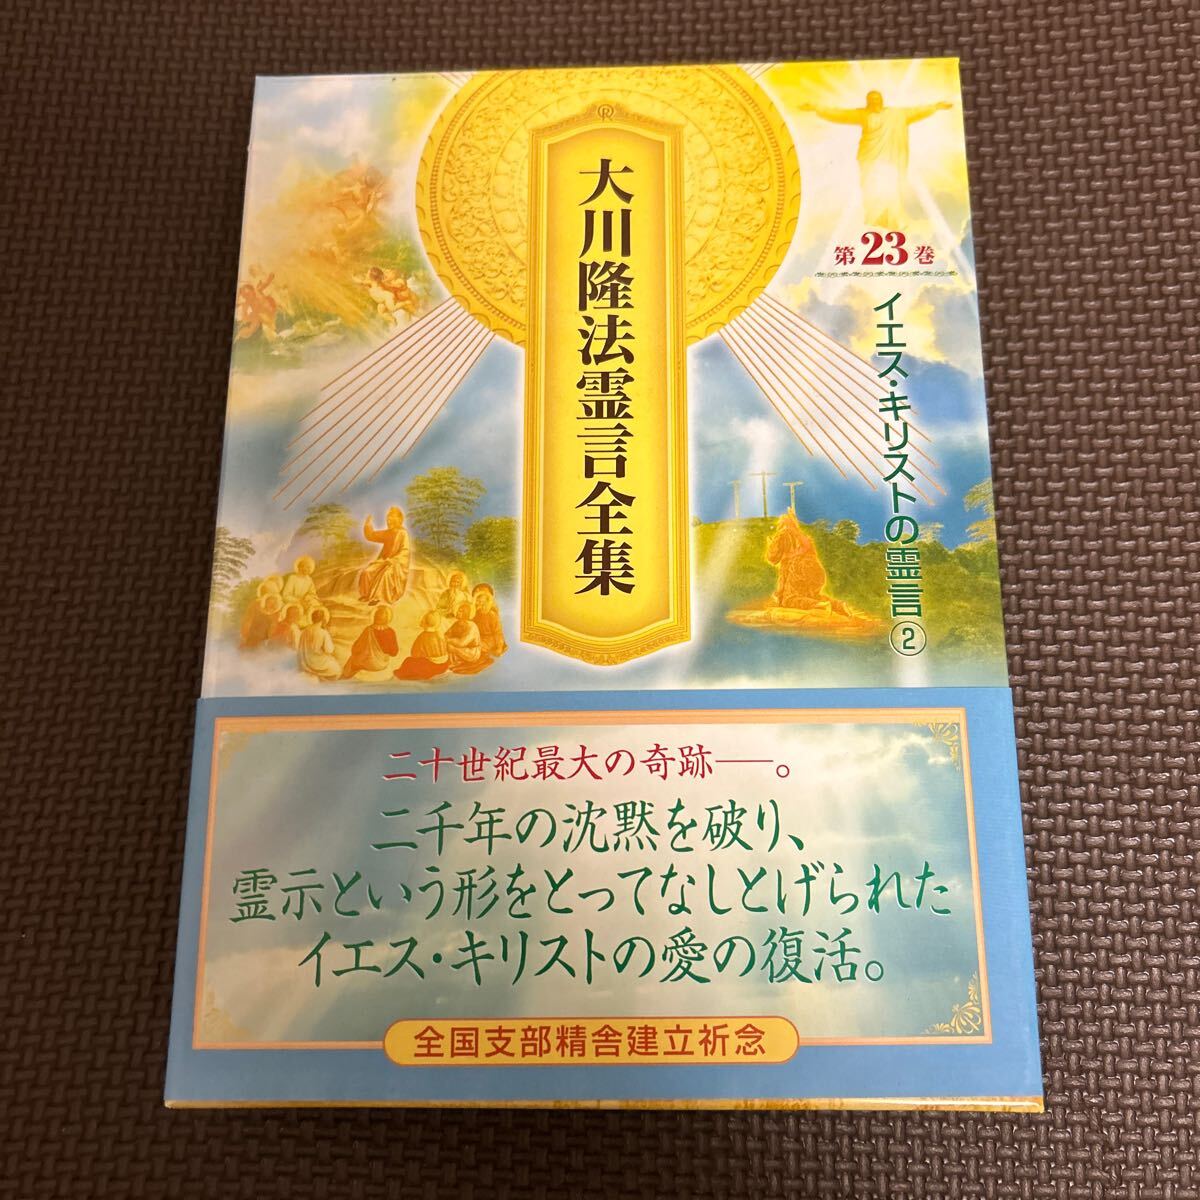 大川隆法霊言全集
第23巻
イエス・キリストの霊言②
二十世紀最大の奇跡――。
二千年の沈黙を破り、
霊示という形をとってなしとげられた
イエス・キリストの愛の復活。
全国支部精舎建立祈念